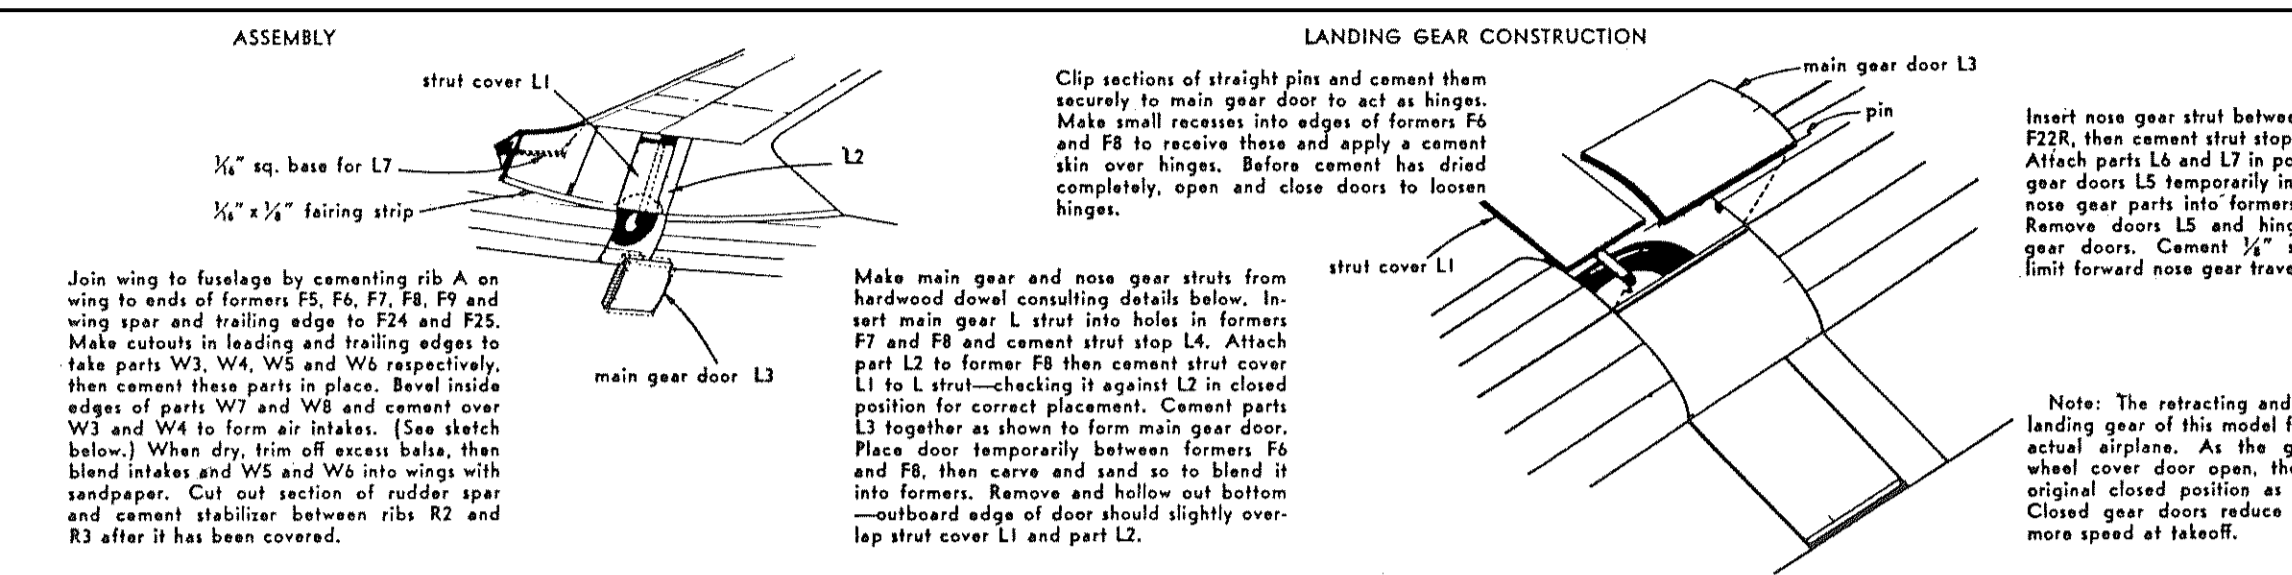 ASSEMBLY
strut cover L1
L2
1/16" sq. base for L7
1/16" x 1/8" fairing strip
main gear door L3
Join wing to fuselage by cementing rib A on
wing to ends of formers F5, F6, F7, F8, F9 and
wing spar and trailing edge to F24 and F25.
Make cutouts in leading and trailing edges to
take parts W3, W4, W5 and W6 respectively,
then cement these parts in place. Bevel inside
edges of parts W7 and W8 and cement over
W3 and W4 to form air intakes. (See sketch
below.) When dry, trim off excess balsa, then
blend intakes and W5 and W6 into wings with
sandpaper. Cut out section of rudder spar
and cement stabilizer between ribs R2 and
R3 after it has been covered.
LANDING GEAR CONSTRUCTION
Make main gear and nose gear struts from
hardwood dowel consulting details below. In-
sert main gear L strut into holes in formers
F7 and F8 and cement strut stop L4. Attach
part L2 to former F8 then cement strut cover
L1 to L strut—checking it against L2 in closed
position for correct placement. Cement parts
L3 together as shown to form main gear door.
Place door temporarily between formers F6
and F8, then carve and sand so to blend it
into formers. Remove and hollow out bottom
—outboard edge of door should slightly over-
lap strut cover L1 and part L2.
Clip sections of straight pins and cement them
securely to main gear door to act as hinges.
Make small recesses into edges of formers F6
and F8 to receive these and apply a cement
skin over hinges. Before cement has dried
completely, open and close doors to loosen
hinges.
main gear door L3
pin
strut cover L1
Insert nose gear strut betwee
F22R, then cement strut stop
Attach parts L6 and L7 in po
gear doors L5 temporarily in
nose gear parts into formers
Remove doors L5 and hing
gear doors. Cement 1/8" s
limit forward nose gear trave
Note: The retracting and
landing gear of this model f
actual airplane. As the g
wheel cover door open, the
original closed position as
Closed gear doors reduce
more speed at takeoff.